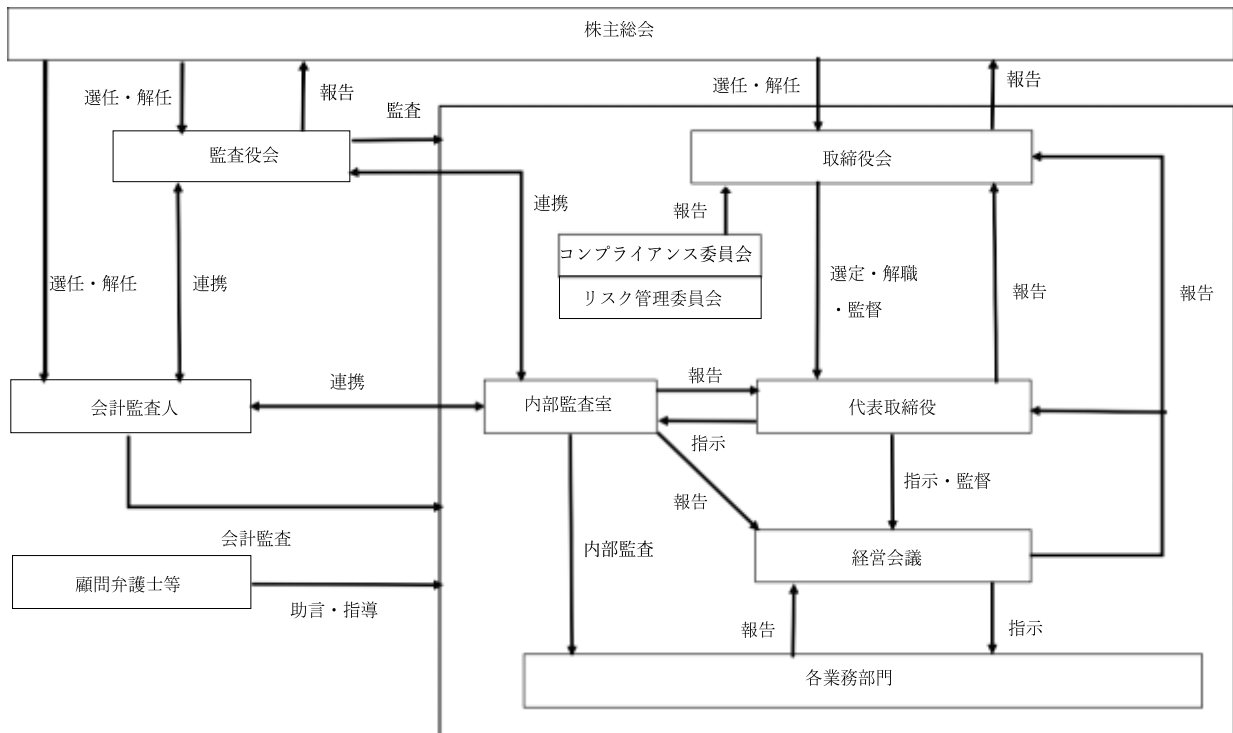 株主総会
選任・解任
報告
監査
選任・解任
報告
監査役会
取締役会
連携
報告
コンプライアンス委員会
リスク管理委員会
選任・解任
連携
選定・解職
・監督
報告
報告
連携
報告
会計監査人
内部監査室
代表取締役
指示
指示・監督
報告
会計監査
内部監査
経営会議
顧問弁護士等
助言・指導
報告
指示
各業務部門